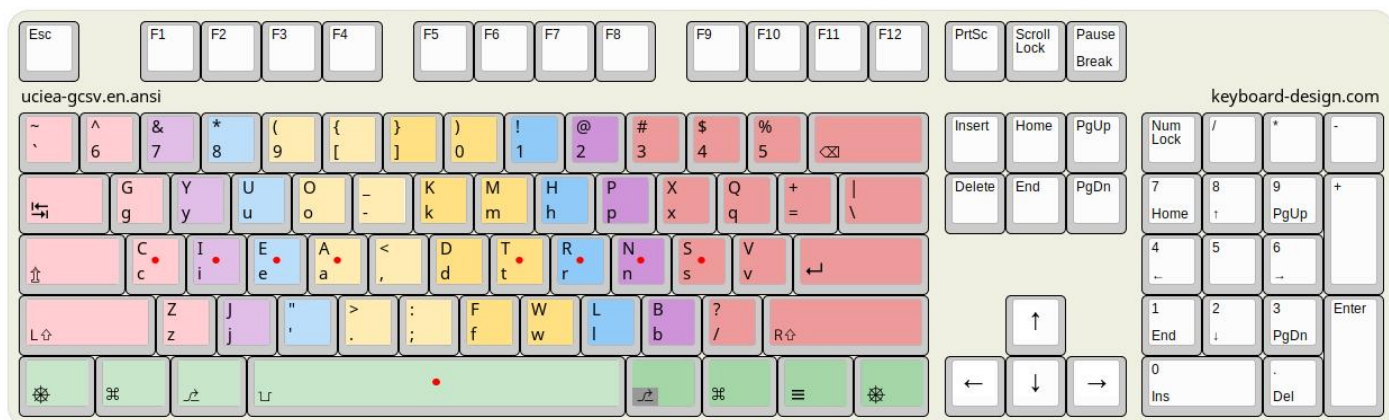 Esc F1 F2 F3 F4 F5 F6 F7 F8 F9 F10 F11 F12 PrtSc Scroll Lock Pause Break
uciea-gcsv.en.ansi keyboard-design.com
~ ^ & * ( { } ) ! @ # $ % Insert Home PgUp Num Lock / * -
` 6 7 8 9 [ ] 0 1 2 3 4 5 ⌫
G Y U O _ K M H P X Q + | Delete End PgDn 7 8 9 +
↹ g y u o - k m h p x q = \ Home ↑ PgUp
C I E A < D T R N S V 4 5 6
⇫ c i e a , d t r n s v ↵ ← →
Z J " > : F W L B ? ↑ 1 2 3 Enter
L⇧ z j ' . ; f w l b / R⇧ End ↓ PgDn
⎈ ⌘ ⎇ ⊔ ⎇ ⌘ ≡ ⎈ ← ↓ → 0 .
Ins Del